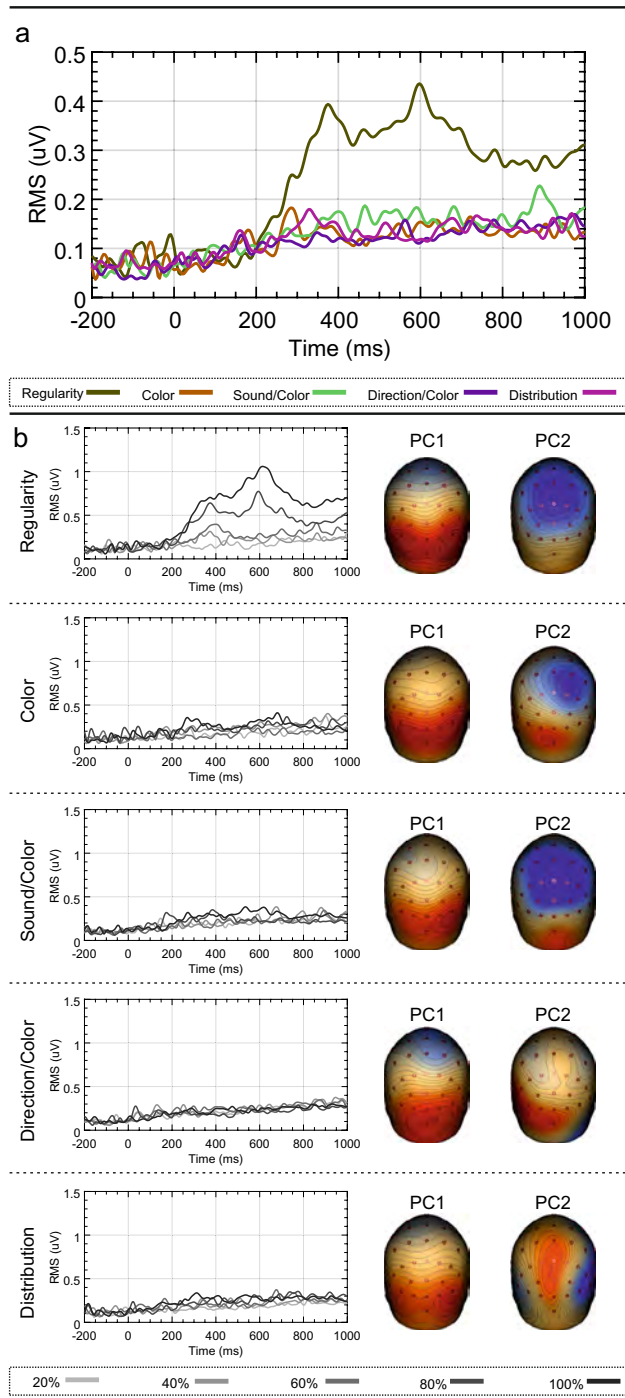 a
0.5
0.4
0.3
0.2
0.1
0
RMS (uV)
-200 0 200 400 600 800 1000
Time (ms)
Regularity Color Sound/Color Direction/Color Distribution
b
Regularity
RMS (uV)
1.5
1
0.5
0
-200 0 200 400 600 800 1000
Time (ms)
PC1 PC2
Color
RMS (uV)
1.5
1
0.5
0
-200 0 200 400 600 800 1000
Time (ms)
PC1 PC2
Sound/Color
RMS (uV)
1.5
1
0.5
0
-200 0 200 400 600 800 1000
Time (ms)
PC1 PC2
Direction/Color
RMS (uV)
1.5
1
0.5
0
-200 0 200 400 600 800 1000
Time (ms)
PC1 PC2
Distribution
RMS (uV)
1.5
1
0.5
0
-200 0 200 400 600 800 1000
Time (ms)
PC1 PC2
20% 40% 60% 80% 100%